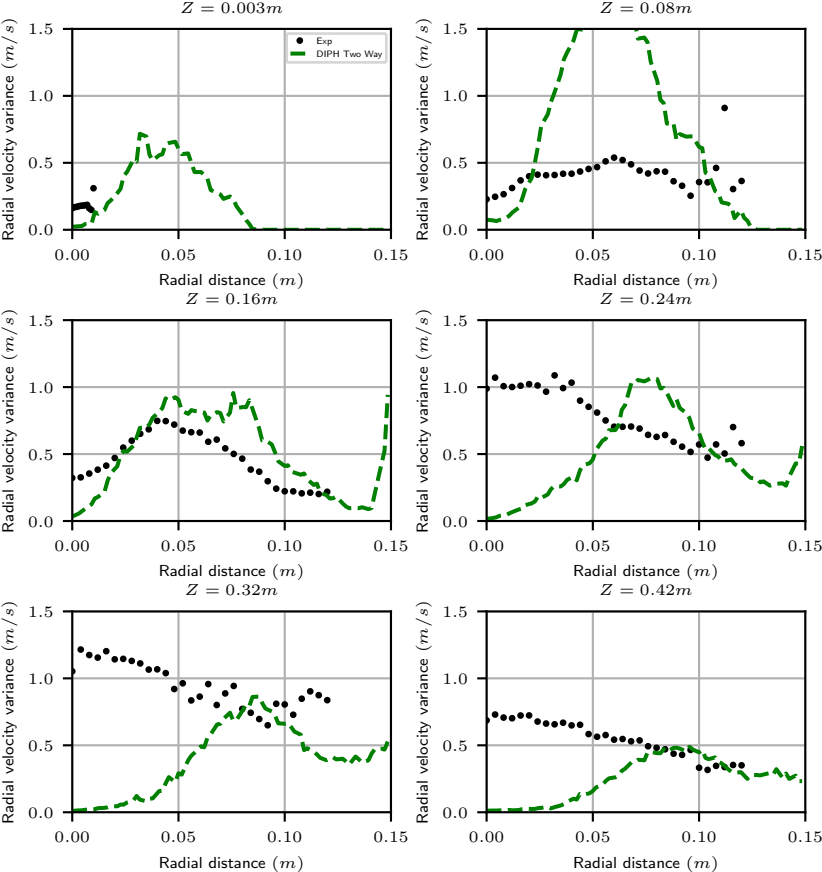 Z = 0.003m
Z = 0.08m
Radial velocity variance (m/s)
1.5
1.0
0.5
0.0
Exp
DIPH Two Way
0.00 0.05 0.10 0.15
Radial distance (m)
Radial velocity variance (m/s)
1.5
1.0
0.5
0.0
0.00 0.05 0.10 0.15
Radial distance (m)
Z = 0.16m
Z = 0.24m
Radial velocity variance (m/s)
1.5
1.0
0.5
0.0
0.00 0.05 0.10 0.15
Radial distance (m)
Radial velocity variance (m/s)
1.5
1.0
0.5
0.0
0.00 0.05 0.10 0.15
Radial distance (m)
Z = 0.32m
Z = 0.42m
Radial velocity variance (m/s)
1.5
1.0
0.5
0.0
0.00 0.05 0.10 0.15
Radial distance (m)
Radial velocity variance (m/s)
1.5
1.0
0.5
0.0
0.00 0.05 0.10 0.15
Radial distance (m)